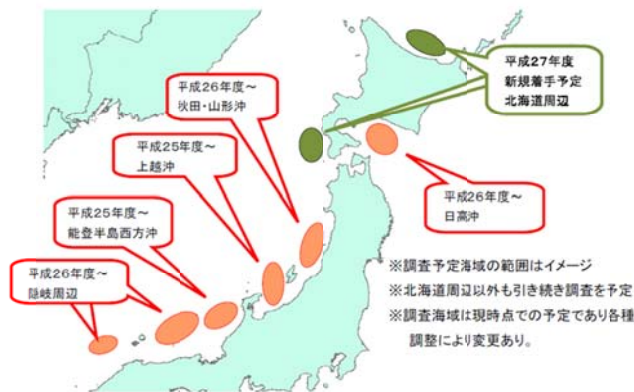 平成27年度
新規着手予定
北海道周辺
平成26年度~
秋田・山形沖
平成25年度~
上越沖
平成25年度~
能登半島西方沖
平成26年度~
隠岐周辺
平成26年度~
日高沖
※調査予定海域の範囲はイメージ
※北海道周辺以外も引き続き調査を予定
※調査海域は現時点での予定であり各種
調整により変更あり。